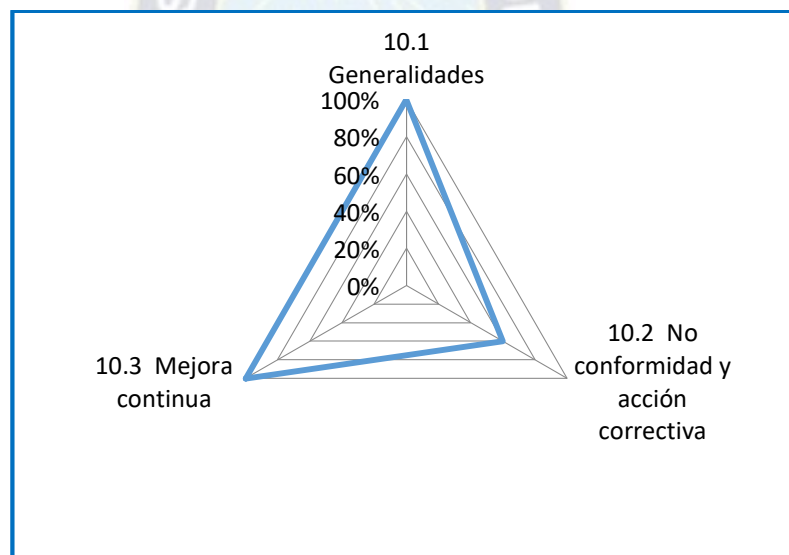 10.1
Generalidades
100%
80%
60%
40%
20%
0%
10.2 No
conformidad y
acción
correctiva
10.3 Mejora
continua